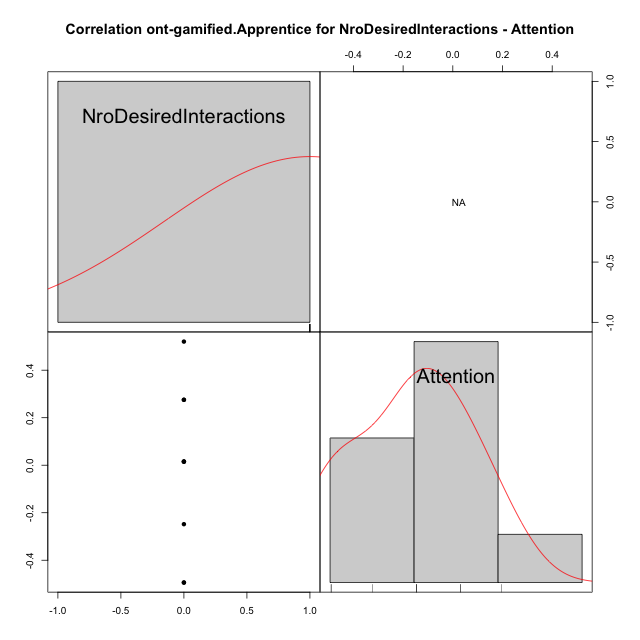 Correlation ont-gamified.Apprentice for NroDesiredInteractions - Attention
-0.4 -0.2 0.0 0.2 0.4
NroDesiredInteractions
NA
1.0
0.5
0.0
-0.5
-1.0
0.4
0.2
0.0
-0.2
-0.4
Attention
-1.0 -0.5 0.0 0.5 1.0